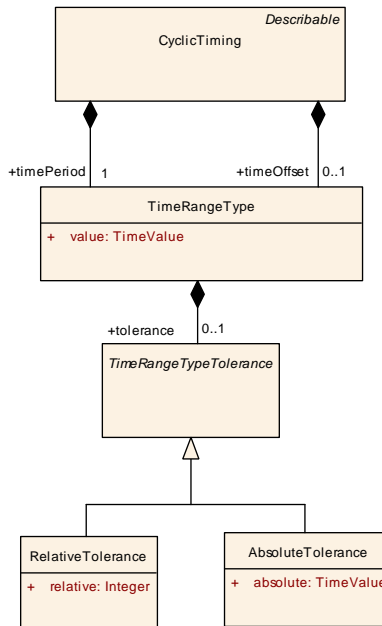 Describable
CyclicTiming
+timePeriod 1 +timeOffset 0..1
TimeRangeType
+ value: TimeValue
+tolerance 0..1
TimeRangeTypeTolerance
RelativeTolerance
+ relative: Integer
AbsoluteTolerance
+ absolute: TimeValue